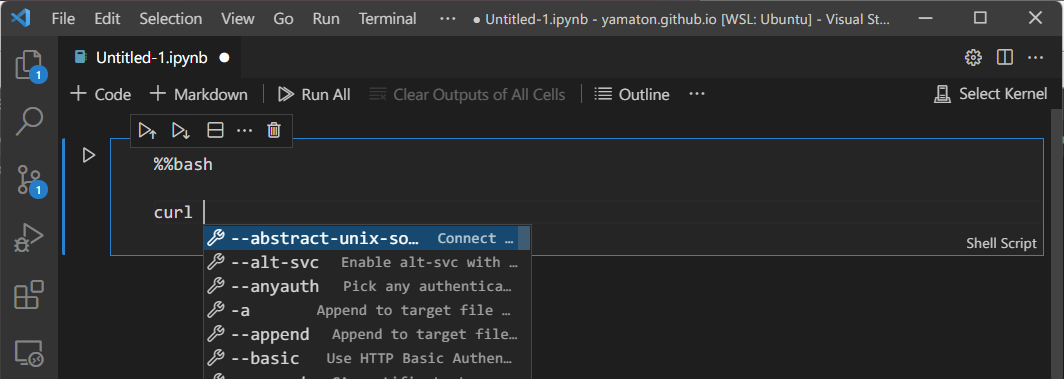 File Edit Selection View Go Run Terminal ··· ● Untitled-1.ipynb - yamaton.github.io [WSL: Ubuntu] - Visual St...
Untitled-1.ipynb
+ Code + Markdown Run All Clear Outputs of All Cells Outline ··· Select Kernel
1
%%bash
1
curl
--abstract-unix-so… Connect …
Shell Script
--alt-svc Enable alt-svc with …
--anyauth Pick any authentica…
-a Append to target file …
--append Append to target file…
--basic Use HTTP Basic Authen…